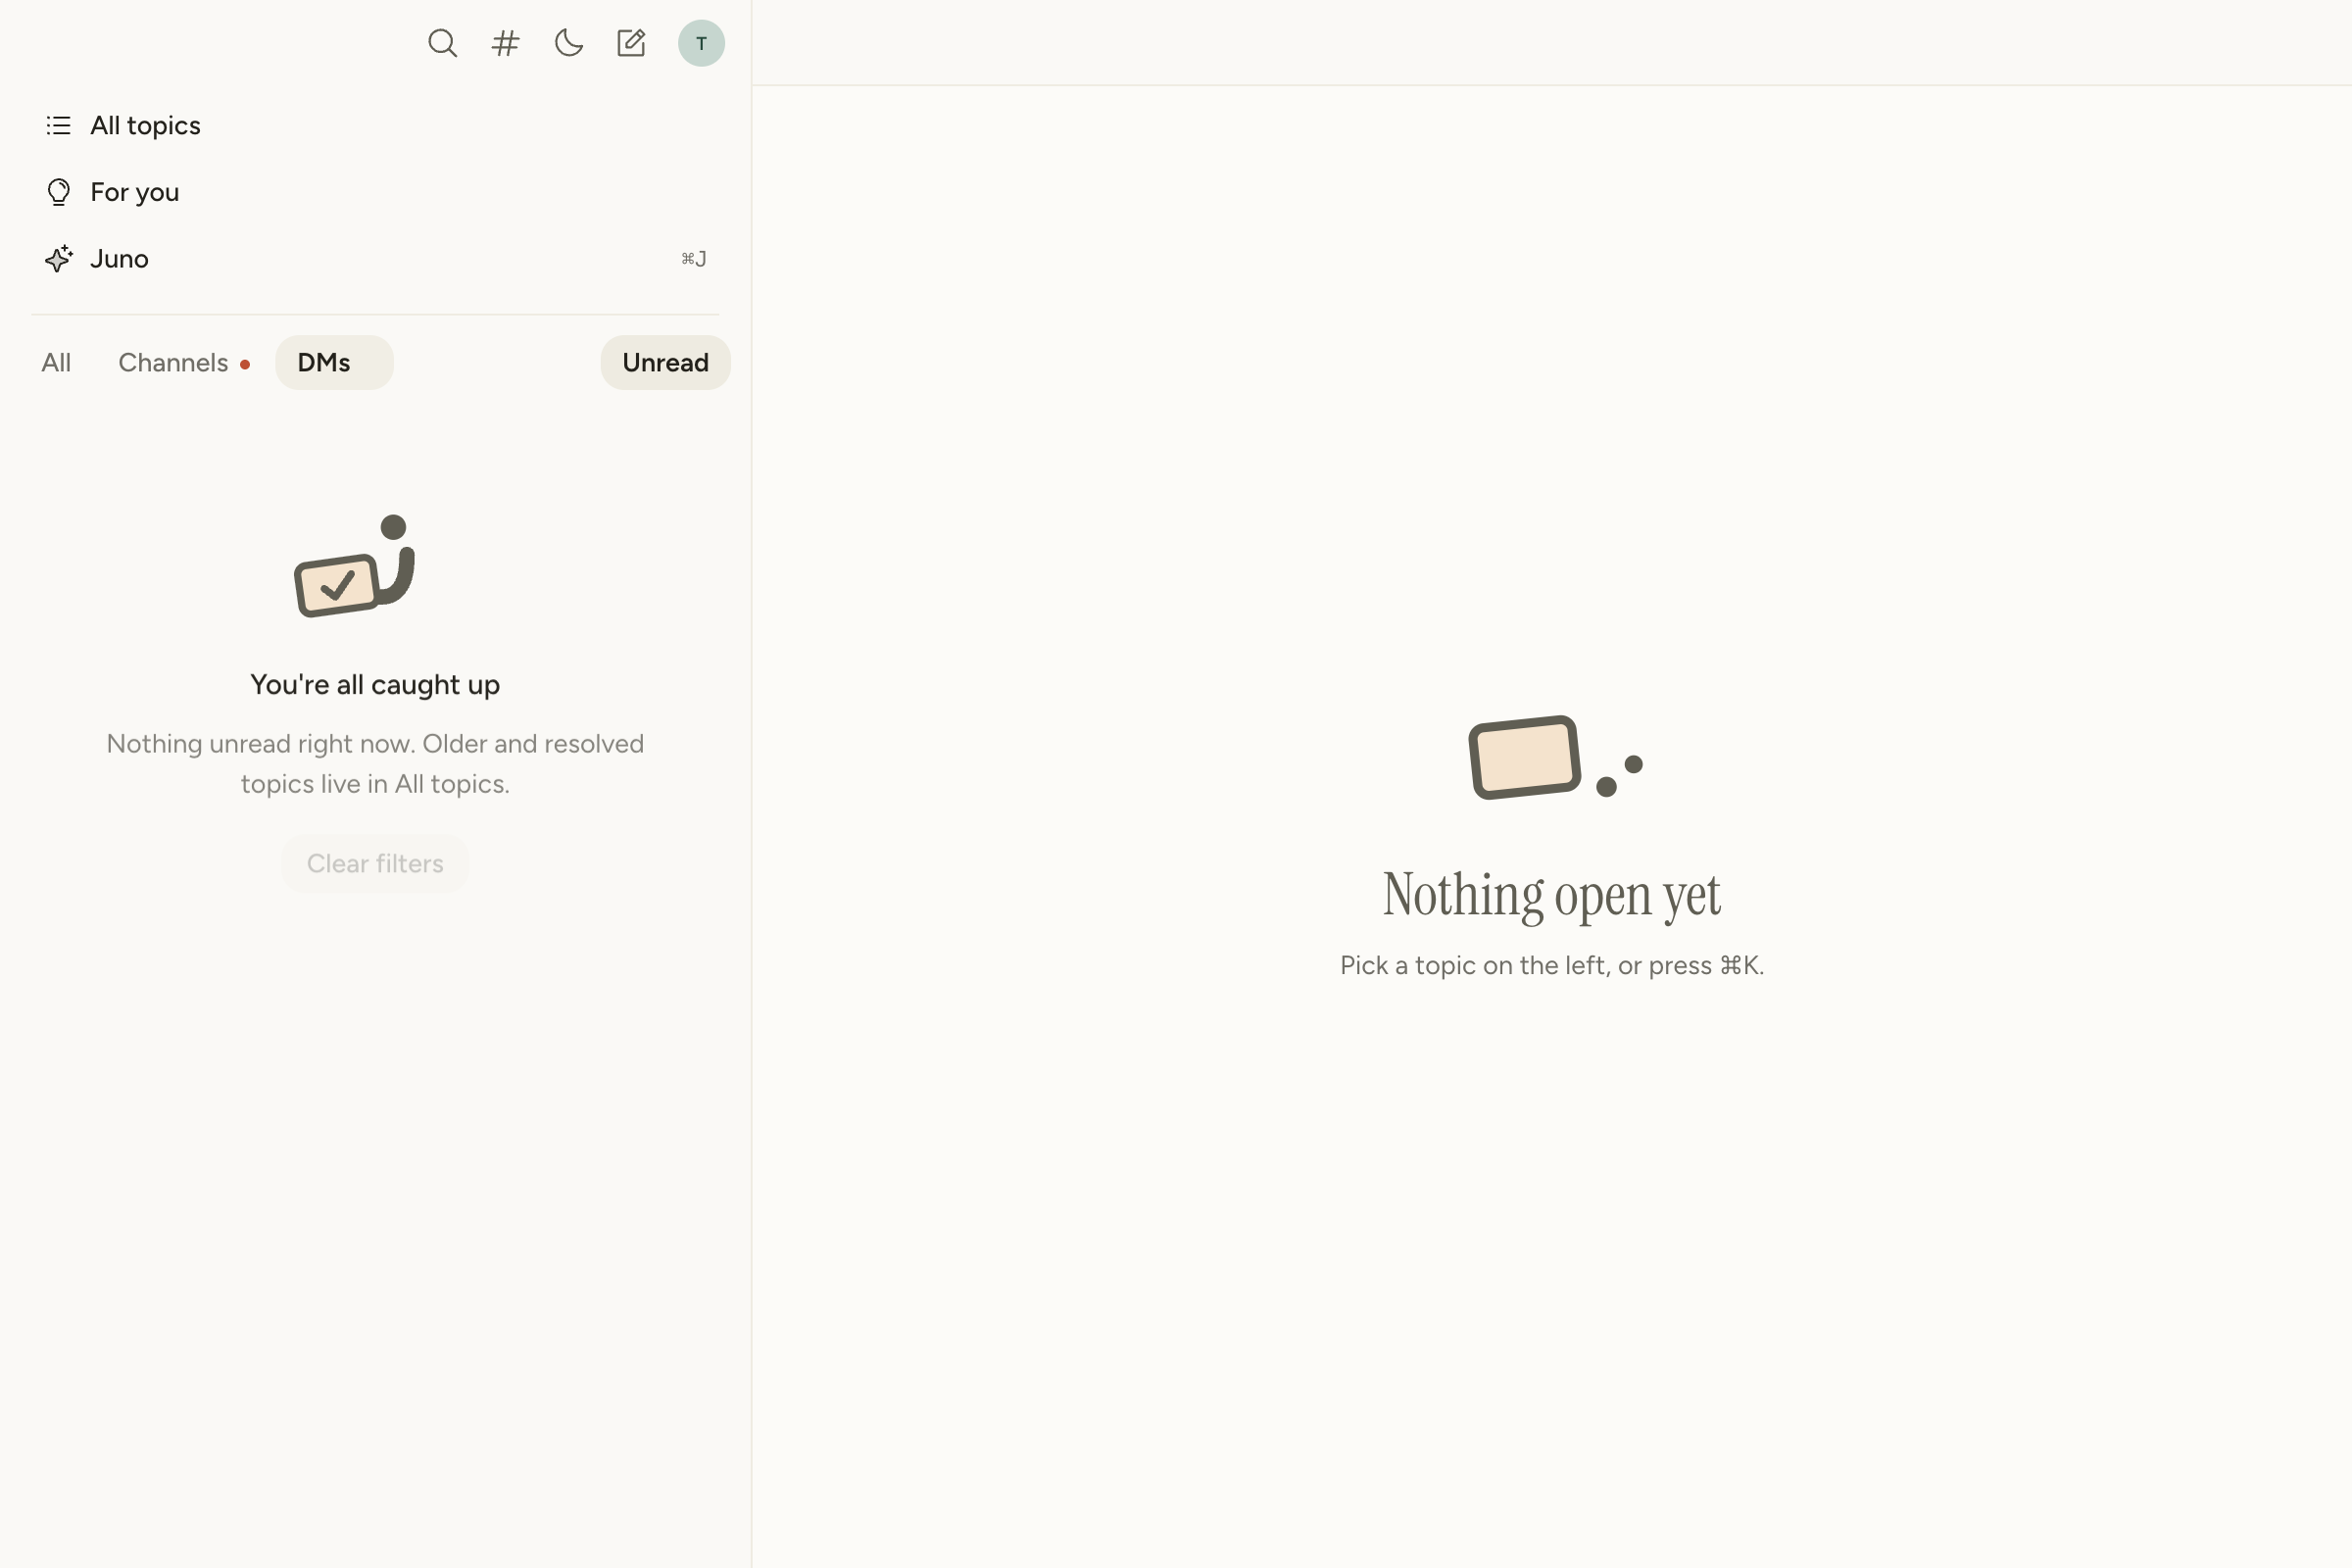 T
All topics
For you
Juno ⌘J
All Channels DMs Unread
You're all caught up
Nothing unread right now. Older and resolved
topics live in All topics.
Clear filters
Nothing open yet
Pick a topic on the left, or press ⌘K.